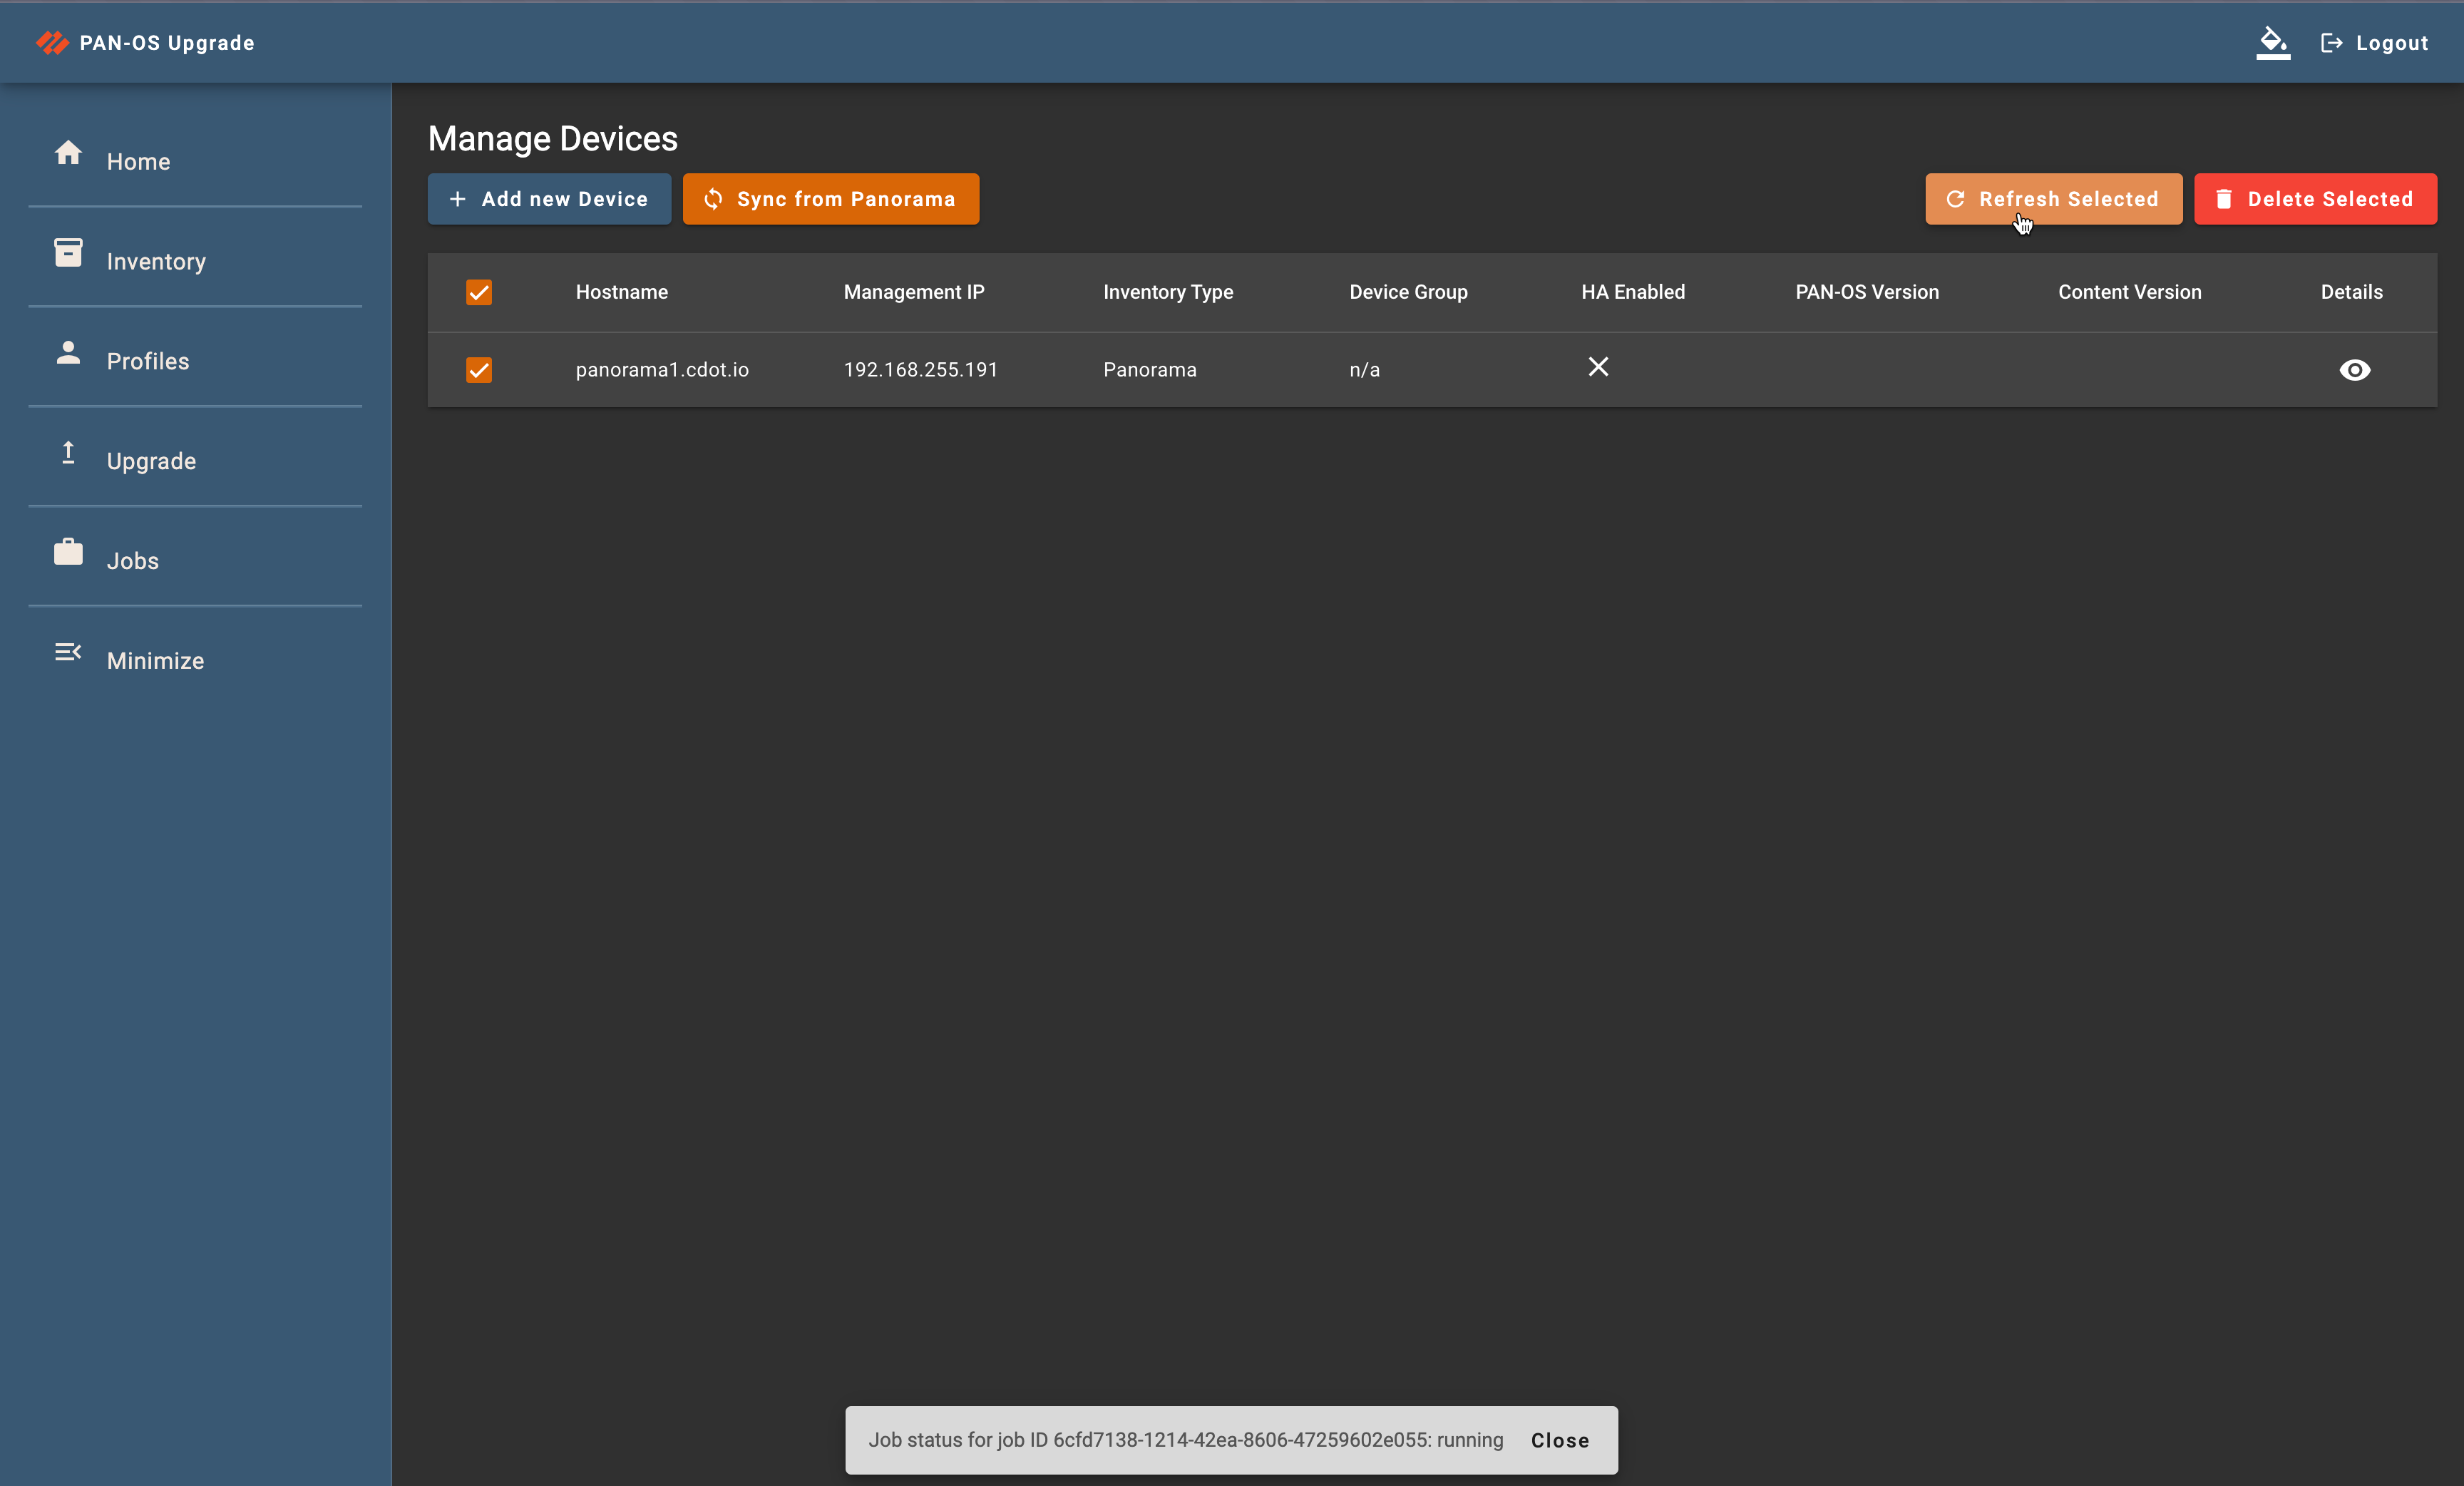 PAN-OS Upgrade
Logout
Home
Inventory
Profiles
Upgrade
Jobs
Minimize
Manage Devices
Add new Device
Sync from Panorama
Refresh Selected
Delete Selected
Hostname Management IP Inventory Type Device Group HA Enabled PAN-OS Version Content Version Details
panorama1.cdot.io 192.168.255.191 Panorama n/a
Job status for job ID 6cfd7138-1214-42ea-8606-47259602e055: running Close